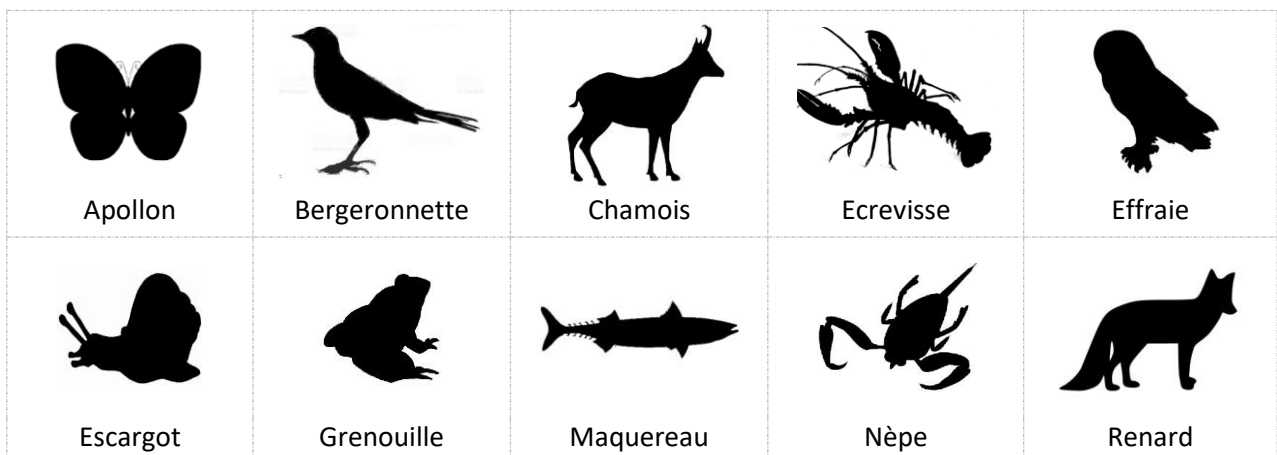 Apollon
Bergeronnette
Chamois
Ecrevisse
Effraie
Escargot
Grenouille
Maquereau
Nèpe
Renard